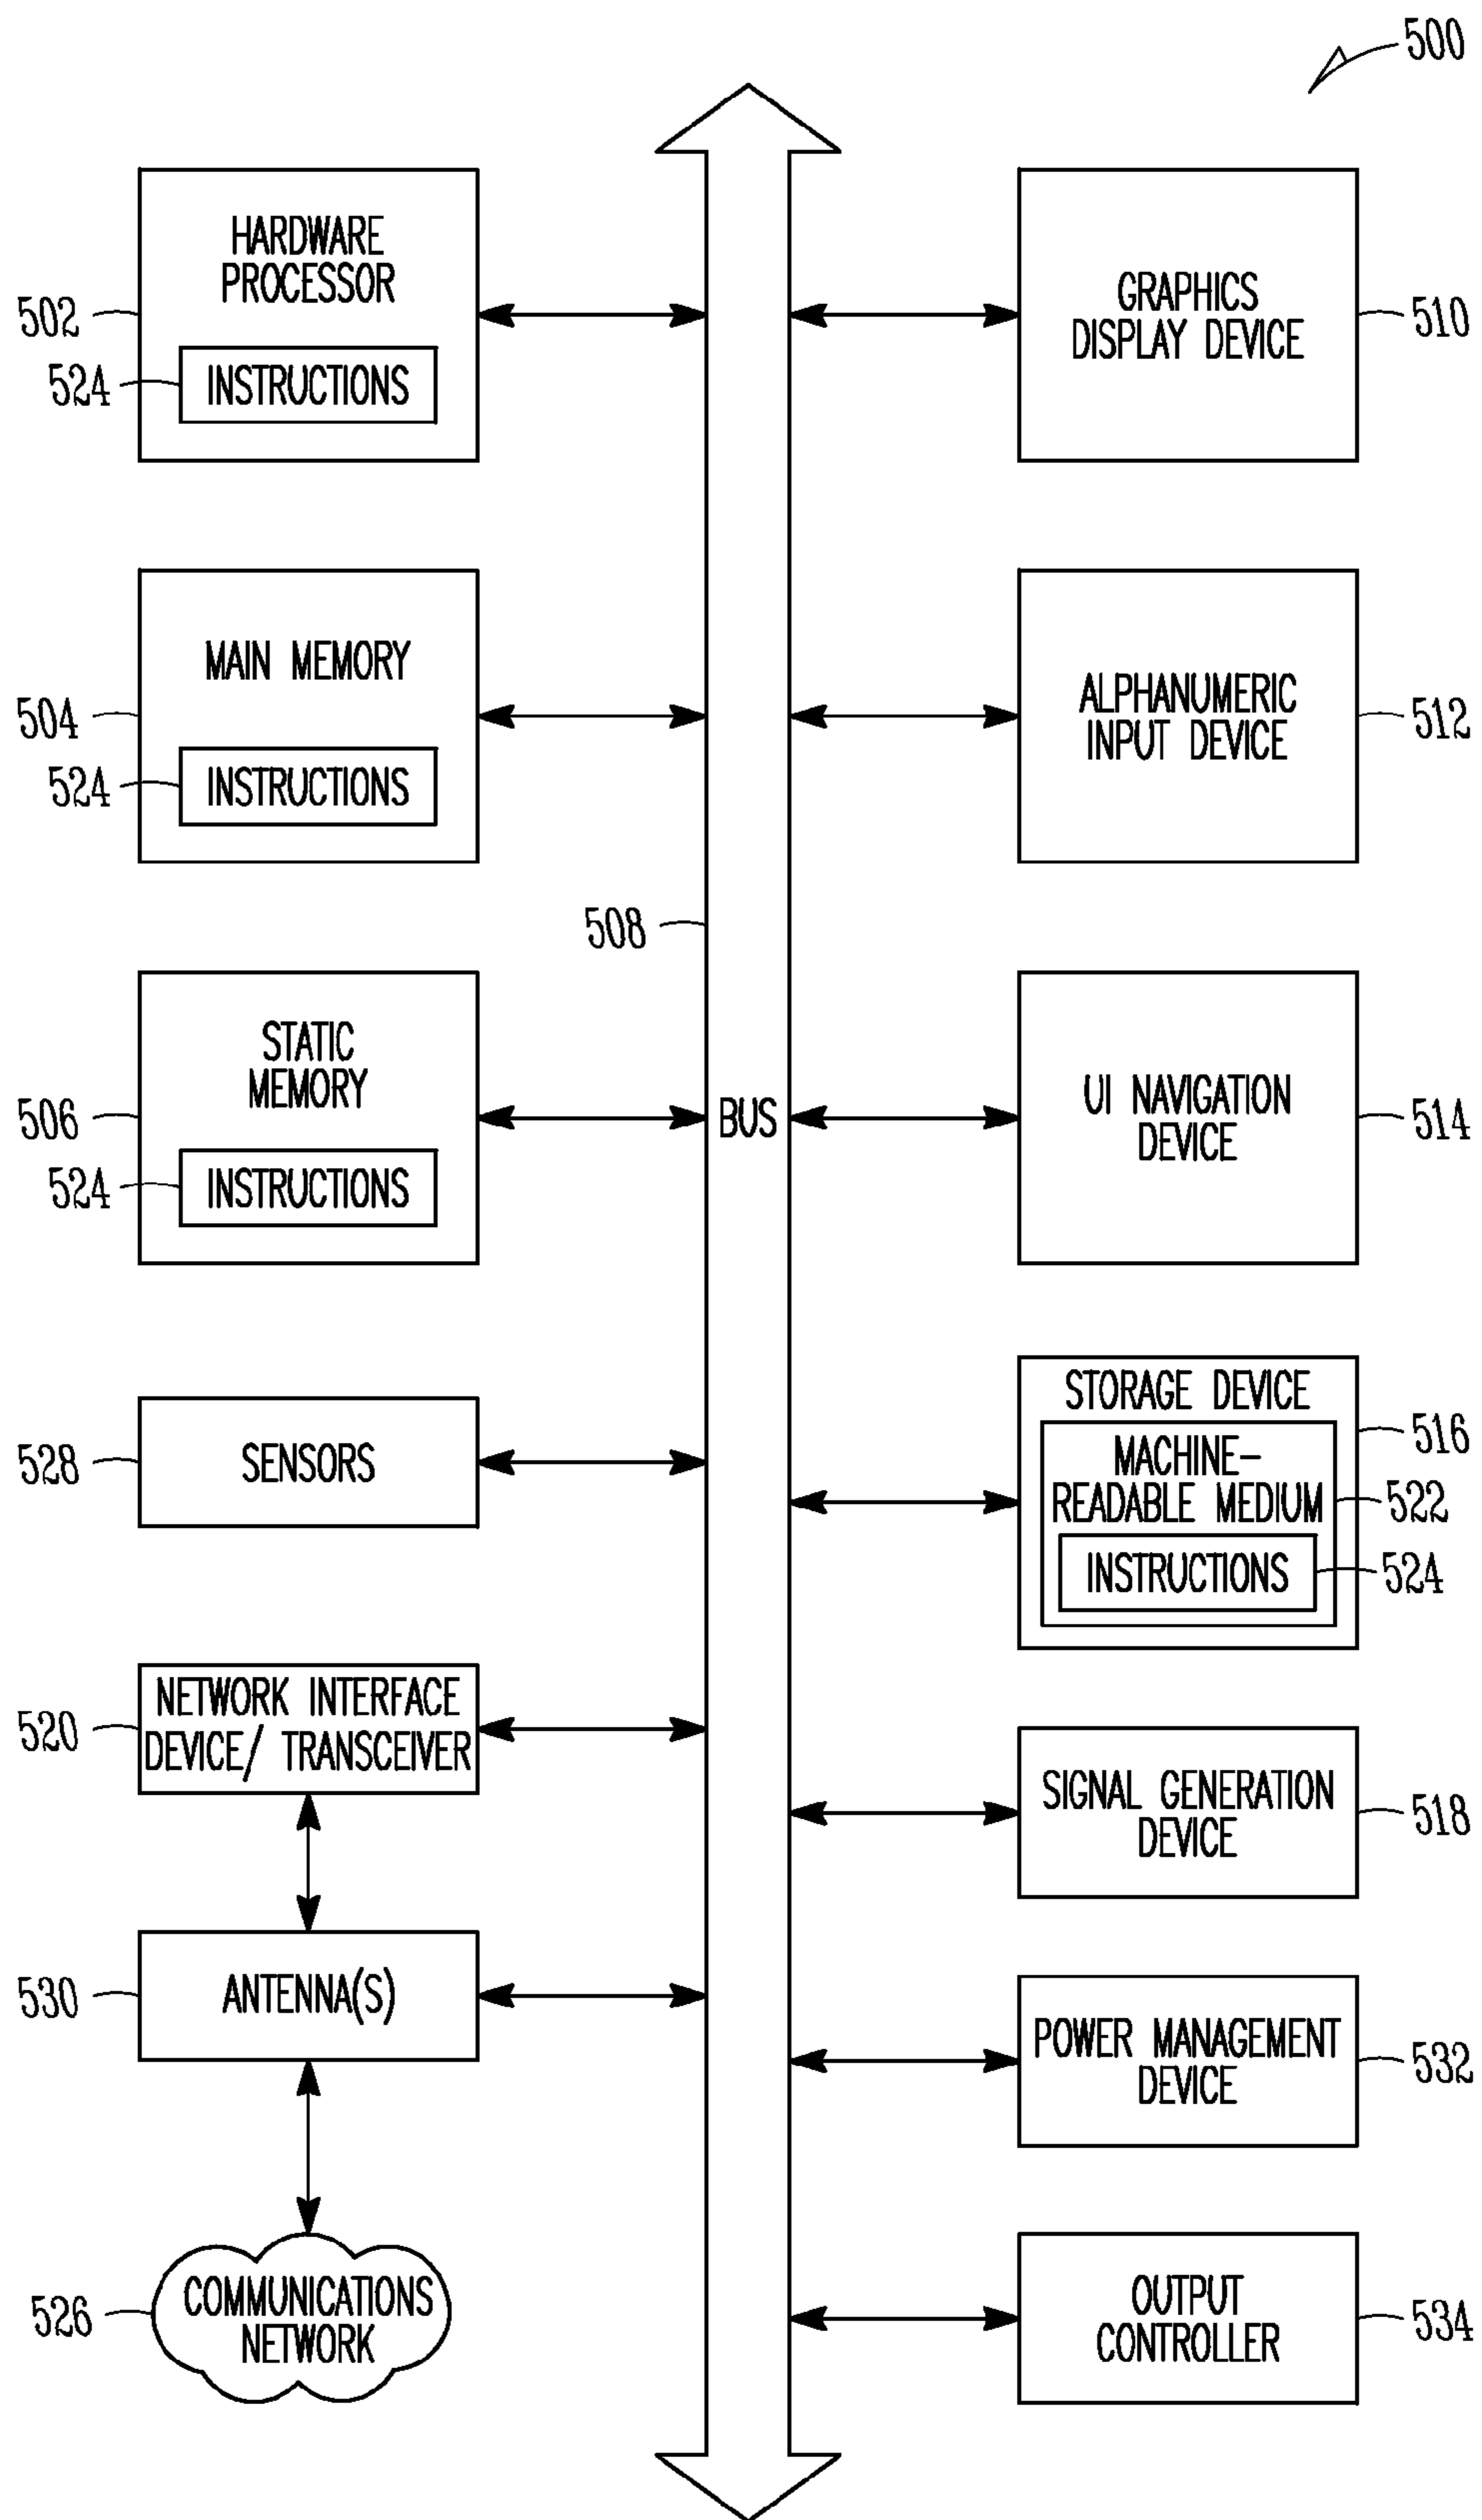 500
HARDWARE
PROCESSOR
502
524
INSTRUCTIONS
GRAPHICS
DISPLAY DEVICE
510
MAIN MEMORY
504
524
INSTRUCTIONS
ALPHANUMERIC
INPUT DEVICE
512
508
STATIC
MEMORY
506
524
INSTRUCTIONS
BUS
UI NAVIGATION
DEVICE
514
528
SENSORS
STORAGE DEVICE
516
MACHINE-
READABLE MEDIUM
522
INSTRUCTIONS
524
NETWORK INTERFACE
DEVICE/ TRANSCEIVER
520
SIGNAL GENERATION
DEVICE
518
530
ANTENNA(S)
POWER MANAGEMENT
DEVICE
532
526
COMMUNICATIONS
NETWORK
OUTPUT
CONTROLLER
534